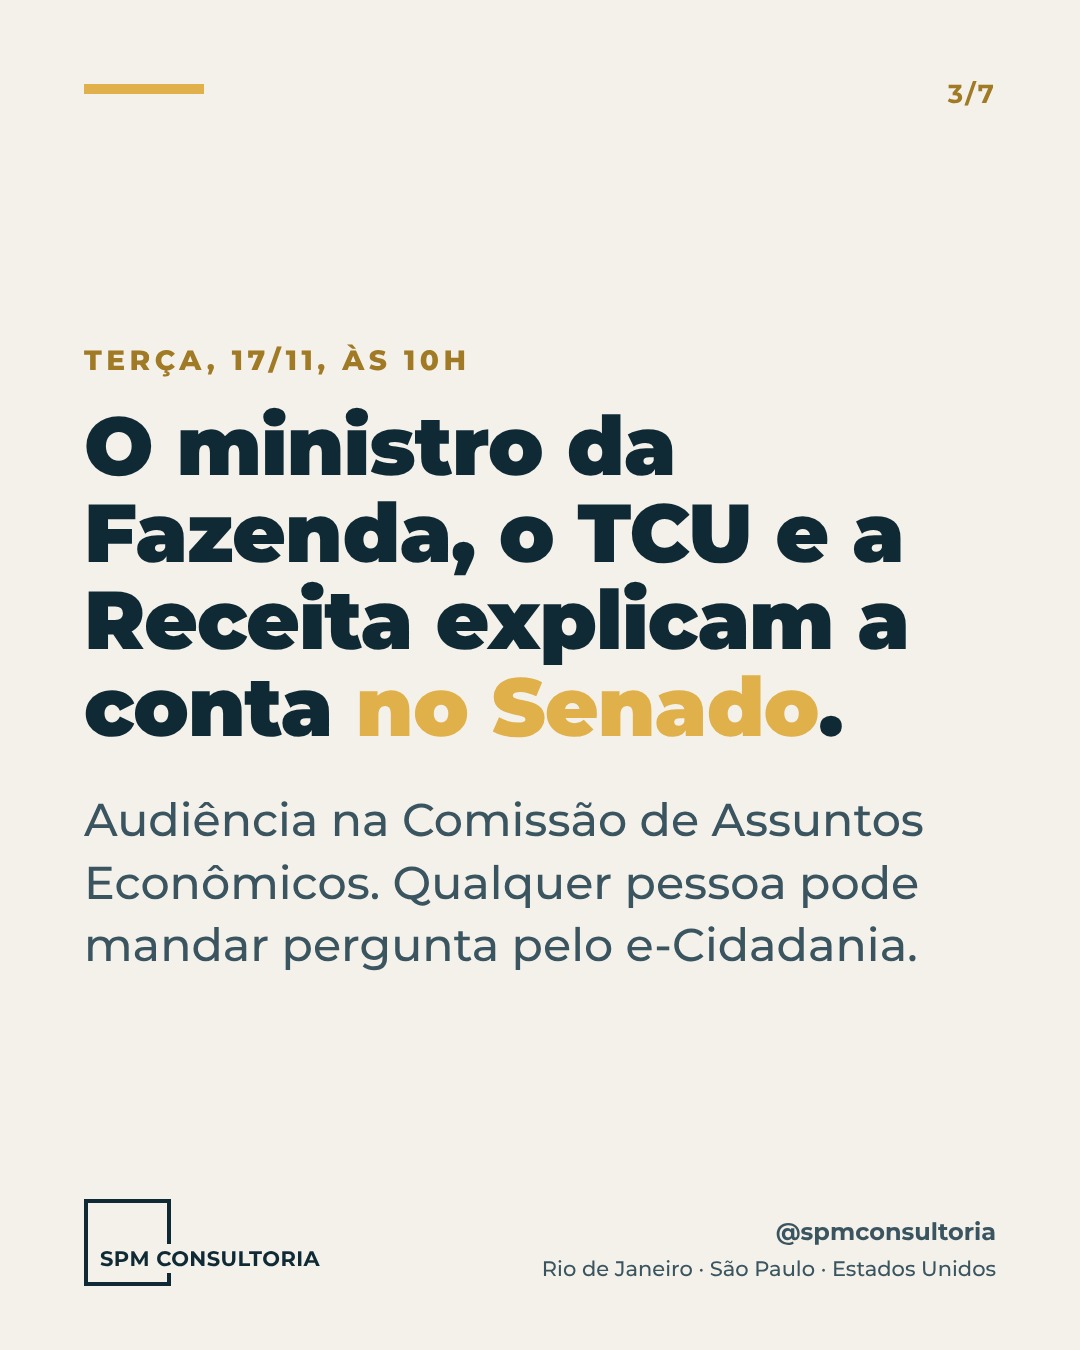 3/7
TERÇA, 17/11, ÀS 10H
O ministro da
Fazenda, o TCU e a
Receita explicam a
conta no Senado.
Audiência na Comissão de Assuntos
Econômicos. Qualquer pessoa pode
mandar pergunta pelo e-Cidadania.
SPM CONSULTORIA
@spmconsultoria
Rio de Janeiro · São Paulo · Estados Unidos